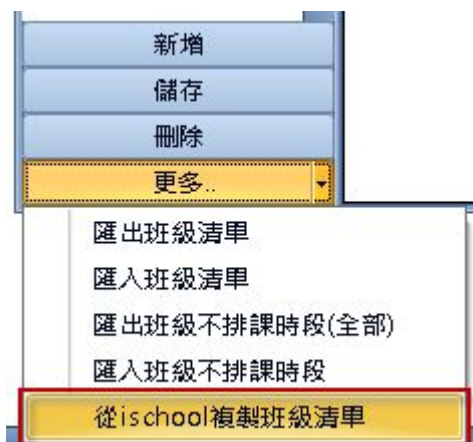 新增
儲存
刪除
更多..
匯出班級清單
匯入班級清單
匯出班級不排課時段(全部)
匯入班級不排課時段
從ischool複製班級清單